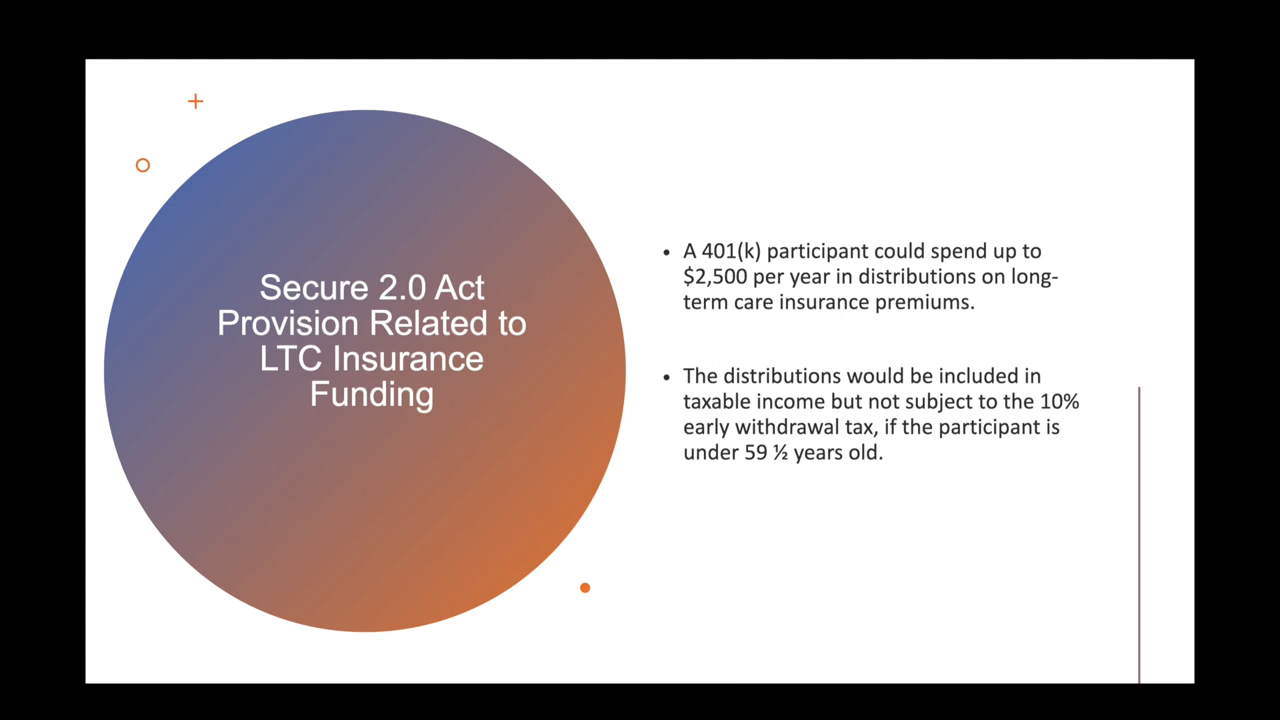 Secure 2.0 Act
Provision Related to
LTC Insurance
Funding
• A 401(k) participant could spend up to
$2,500 per year in distributions on long-
term care insurance premiums.
• The distributions would be included in
taxable income but not subject to the 10%
early withdrawal tax, if the participant is
under 59 ½ years old.